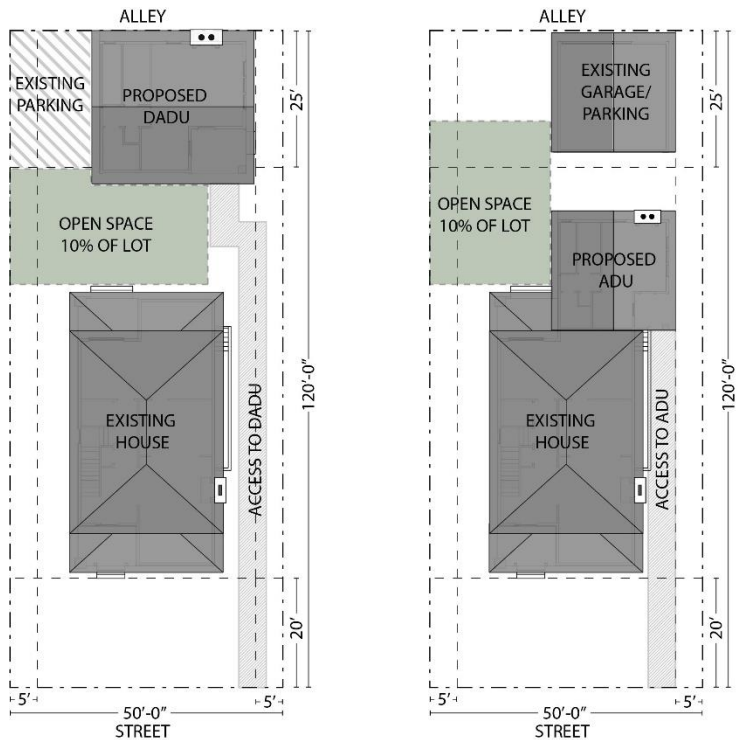 ALLEY
EXISTING
PARKING
PROPOSED
DADU
25'
OPEN SPACE
10% OF LOT
EXISTING
HOUSE
ACCESS TO DADU
120'-0"
20'
5'
5'
50'-0"
STREET
ALLEY
EXISTING
GARAGE/
PARKING
25'
OPEN SPACE
10% OF LOT
PROPOSED
ADU
EXISTING
HOUSE
ACCESS TO ADU
120'-0"
20'
5'
5'
50'-0"
STREET